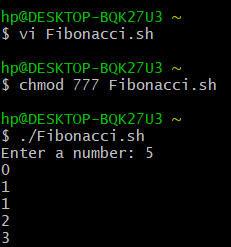 hp@DESKTOP-BQK27U3 ~
$ vi Fibonacci.sh
hp@DESKTOP-BQK27U3 ~
$ chmod 777 Fibonacci.sh
hp@DESKTOP-BQK27U3 ~
$ ./Fibonacci.sh
Enter a number: 5
0
1
1
2
3